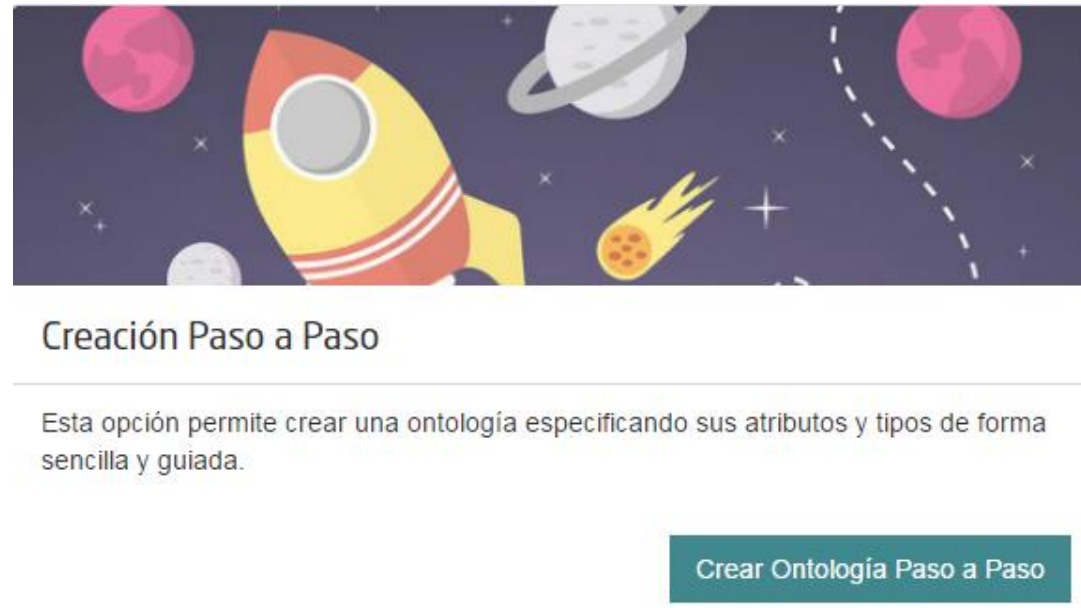 Creación Paso a Paso
Esta opción permite crear una ontología especificando sus atributos y tipos de forma
sencilla y guiada.
Crear Ontología Paso a Paso